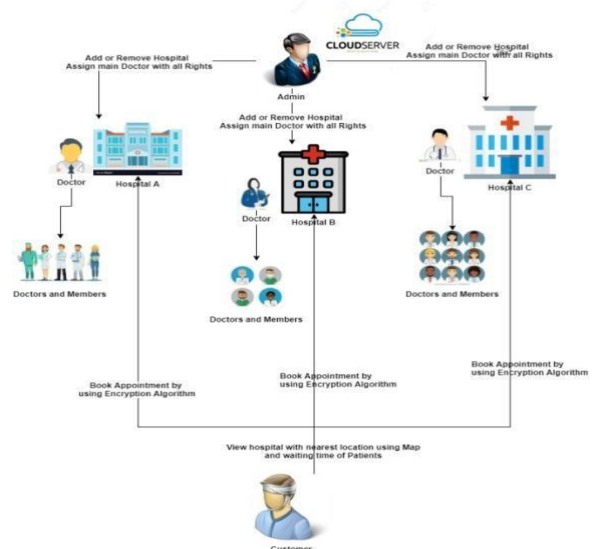 CLOUDSERVER
Add or Remove Hospital
Assign main Doctor with all Rights
Admin
Add or Remove Hospital
Assign main Doctor with all Rights
Add or Remove Hospital
Assign main Doctor with all Rights
Doctor
Hospital A
Doctor
Hospital B
Doctor
Hospital C
Doctors and Members
Doctors and Members
Doctors and Members
Book Appointment by
using Encryption Algorithm
Book Appointment by
using Encryption Algorithm
Book Appointment by
using Encryption Algorithm
View hospital with nearest location using Map
and waiting time of Patients
Customer